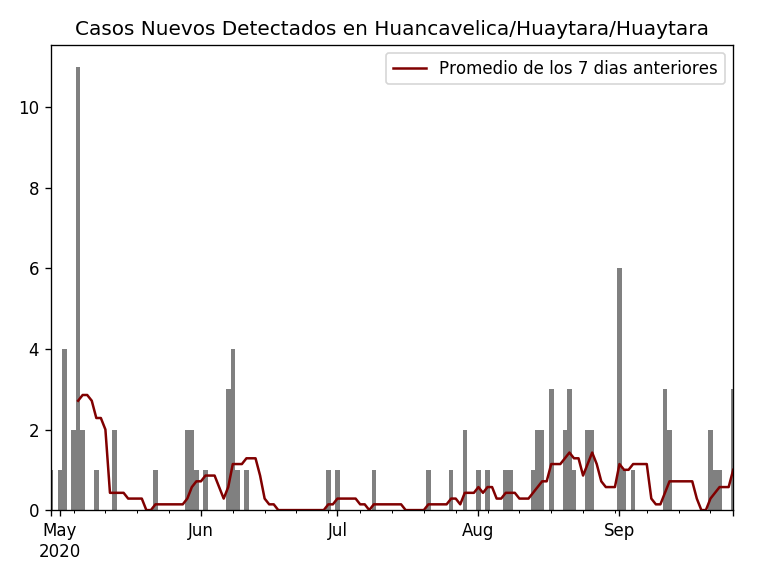 Casos Nuevos Detectados en Huancavelica/Huaytara/Huaytara
Promedio de los 7 dias anteriores
10
8
6
4
2
0
May Jun Jul Aug Sep
2020